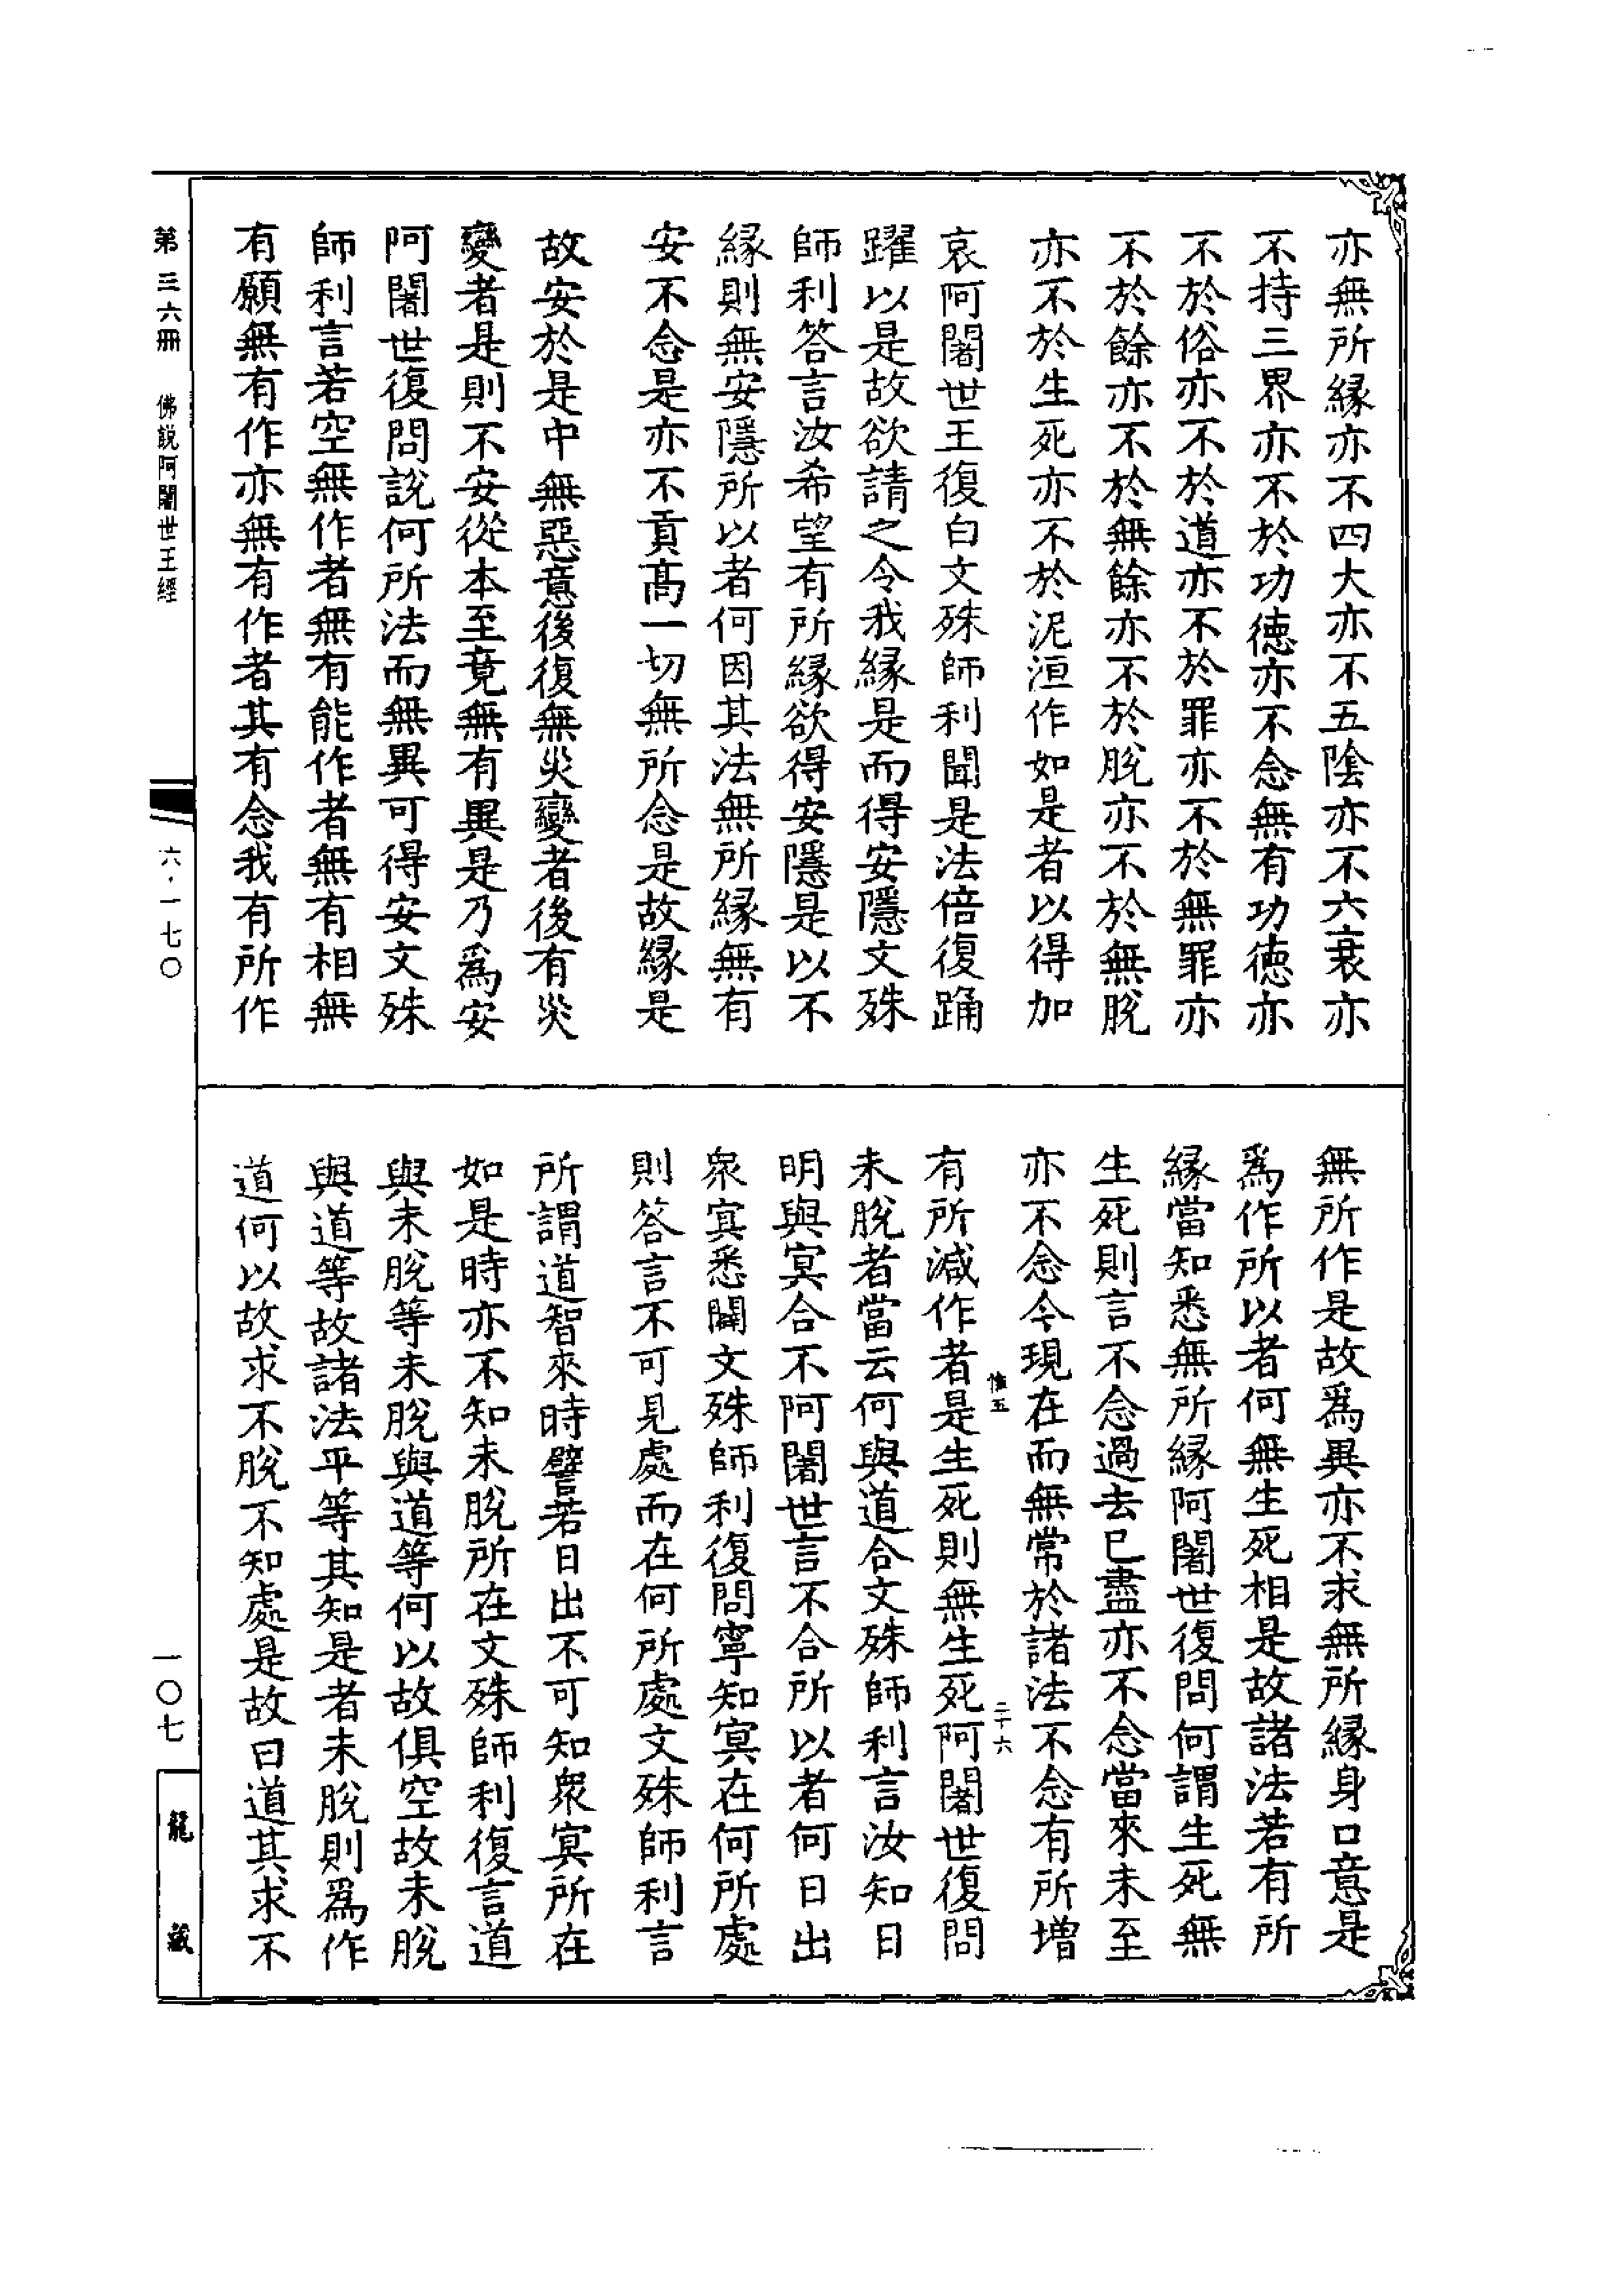 亦無所緣亦不四大亦不五陰亦不六衰亦
不持三界亦不於功德亦不念無有功德亦
不於俗亦不於道亦不於罪亦不於無罪亦
不於餘亦不於無餘亦不於脫亦不於無脫
亦不於生死亦不於泥洹作如是者以得加
哀阿闍世王復白文殊師利聞是法倍復踊
躍以是故欲請之令我緣是而得安隱文殊
師利答言汝希望有所緣欲得安隱是以不
緣則無安隱所以者何因其法無所緣無有
安不念是亦不貢高一切無所念是故緣是
故安於是中無惡意後復無災變者後有災
變者是則不安從本至竟無有異是乃爲安
阿闍世復問說何所法而無異可得安文殊
師利言若空無作者無有能作者無有相無
有願無有作亦無有作者其有念我有所作
無所作是故爲異亦不求無所緣身口意是
爲作所以者何無生死相是故諸法若有所
緣當知悉無所緣阿闍世復問何謂生死無
生死則言不念過去已盡亦不念當來未至
亦不念今現在而無常於諸法不念有所增
惟五
二十六
有所減作者是生死則無生死阿闍世復問
未脫者當云何與道合文殊師利言汝知日
明與冥合不阿闍世言不合所以者何日出
衆冥悉闢文殊師利復問寧知冥在何所處
則答言不可見處而在何所處文殊師利言
所謂道智來時譬若日出不可知衆冥所在
如是時亦不知未脫所在文殊師利復言道
與未脫等未脫與道等何以故俱空故未脫
與道等故諸法平等其知是者未脫則爲作
道何以故求不脫不知處是故曰道其求不
第三六冊 佛説阿闍世王經
六·一七〇
一〇七
龍藏